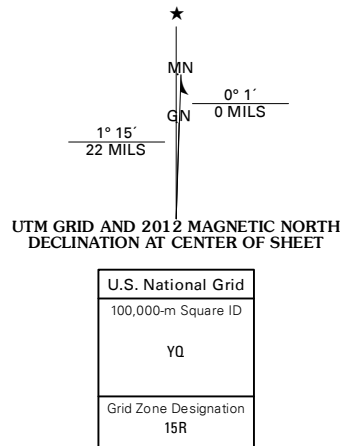 ★
MN
GN
0° 1´
0 MILS
1° 15´
22 MILS
UTM GRID AND 2012 MAGNETIC NORTH
DECLINATION AT CENTER OF SHEET
U.S. National Grid
100,000-m Square ID
YQ
Grid Zone Designation
15R